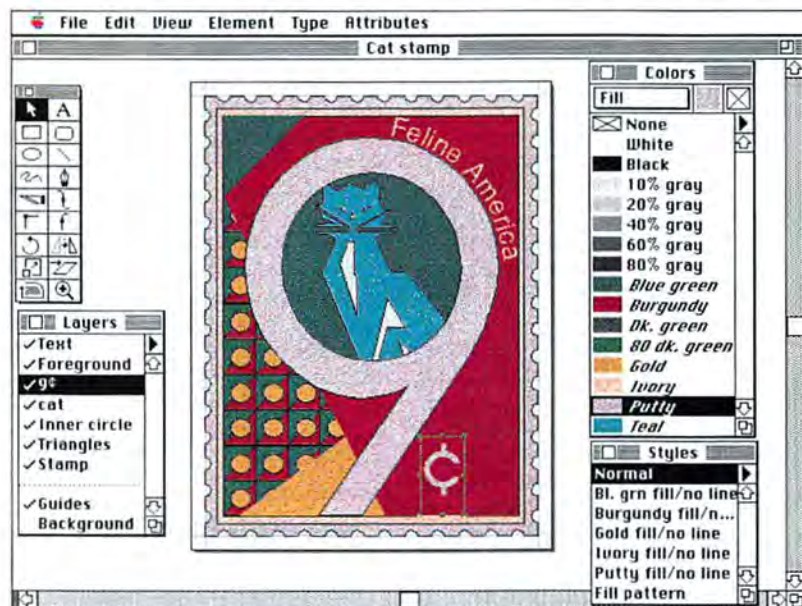 File Edit View Element Type Attributes
Cat stamp
A
Layers
✓Text
✓Foreground
✓9¢
✓cat
✓Inner circle
✓Triangles
✓Stamp
✓Guides
Background
Feline America
9
¢
Colors
Fill
None
White
Black
10% gray
20% gray
40% gray
60% gray
80% gray
Blue green
Burgundy
Dk. green
80 dk. green
Gold
Ivory
Putty
Teal
Styles
Normal
Bl. grn fill/no line
Burgundy fill/n...
Gold fill/no line
Ivory fill/no line
Putty fill/no line
Fill pattern